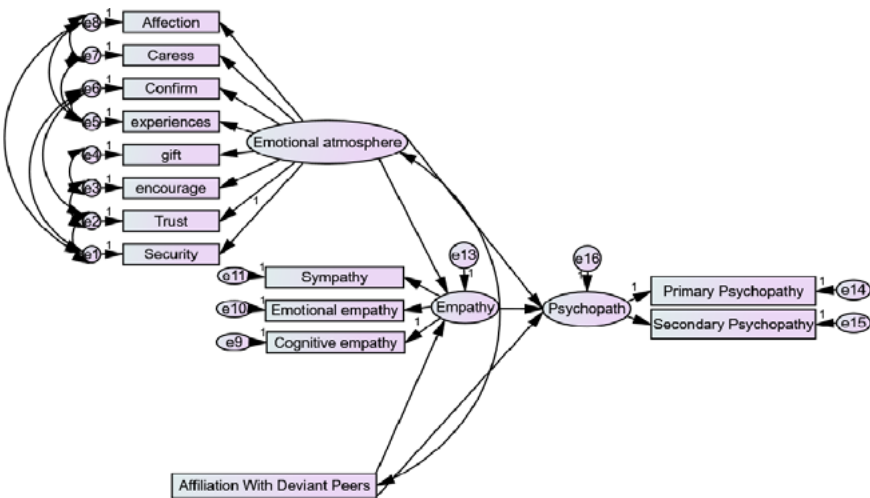 e8 1 Affection
e7 1 Caress
e6 1 Confirm
e5 1 experiences
Emotional atmosphere
e4 1 gift
e3 1 encourage
1
e2 1 Trust
e1 1 Security
e13
1
e16
1
e11 1 Sympathy 1
e10 1 Emotional empathy
e9 1 Cognitive empathy 1
Empathy
Psychopath
1 Primary Psychopathy 1 e14
Secondary Psychopathy 1 e15
Affiliation With Deviant Peers